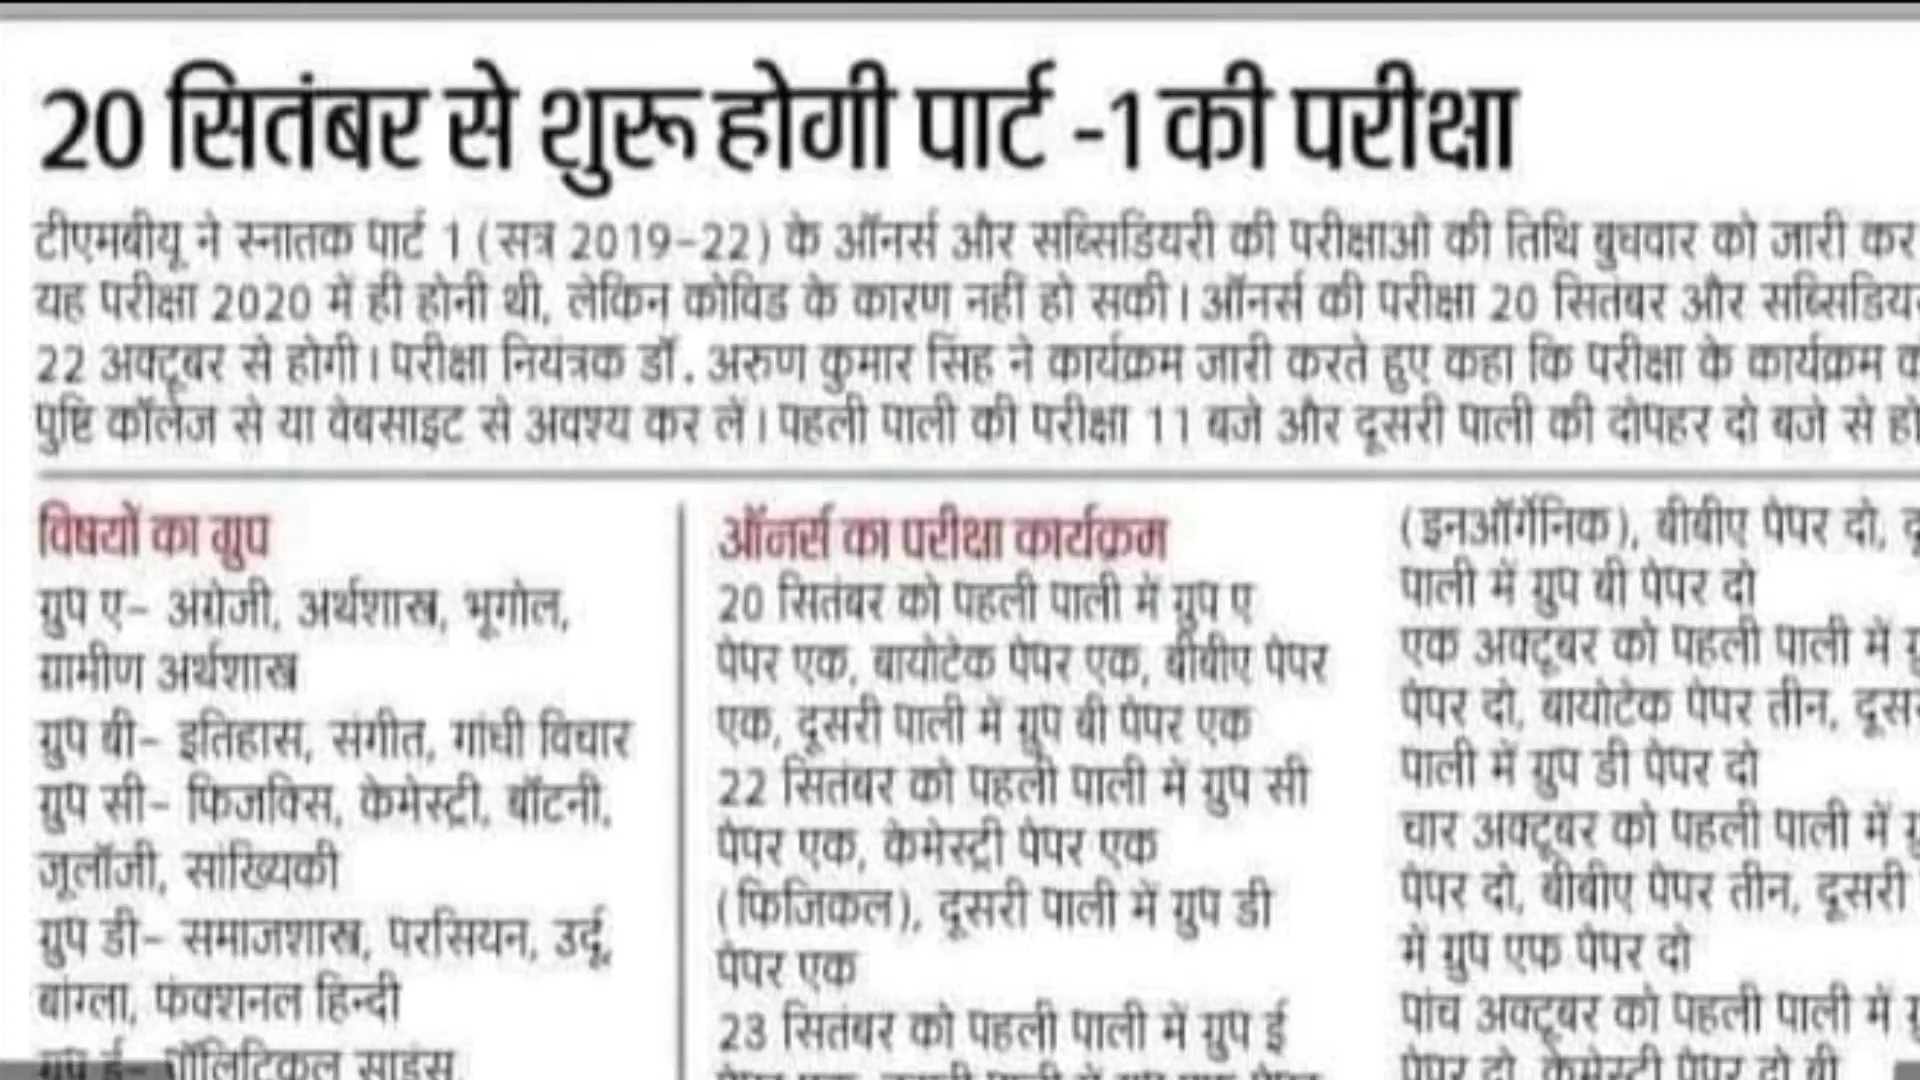 20 सितंबर से शुरू होगी पार्ट -1 की परीक्षा
टीएमबीयू ने स्नातक पार्ट 1 (सत्र 2019-22) के ऑनर्स और सब्सिडियरी की परीक्षाओं की तिथि बुधवार को जारी कर
यह परीक्षा 2020 में ही होनी थी, लेकिन कोविड के कारण नहीं हो सकी। ऑनर्स की परीक्षा 20 सितंबर और
22 अक्टूबर से होगी। परीक्षा नियंत्रक डॉ. अरुण कुमार सिंह ने कार्यक्रम जारी करते हुए कहा कि परीक्षा के कार्यक्रम
पुष्टि कॉलेज से या वेबसाइट से अवश्य कर लें। पहली पाली की परीक्षा 11 बजे और दूसरी पाली की दोपहर दो बजे से
विषयों का ग्रुप
ग्रुप ए- अंग्रेजी, अर्थशास्त्र, भूगोल,
ग्रामीण अर्थशास्त्र
ग्रुप बी- इतिहास, संगीत, गांधी विचार
ग्रुप सी- फिजक्सि, केमेस्ट्री, बॉटनी,
जूलॉजी, सांख्यिकी
ग्रुप डी- समाजशास्त्र, परसियन, उर्दू,
बांग्ला, फंक्शनल हिन्दी
ग्रुप ई- पॉलिटिकल साइंस,
ऑनर्स का परीक्षा कार्यक्रम
20 सितंबर को पहली पाली में ग्रुप ए
पेपर एक, बायोटेक पेपर एक, बीबीए पेपर
एक, दूसरी पाली में ग्रुप बी पेपर एक
22 सितंबर को पहली पाली में ग्रुप सी
पेपर एक, केमेस्ट्री पेपर एक
(फिजिकल), दूसरी पाली में ग्रुप डी
पेपर एक
23 सितंबर को पहली पाली में ग्रुप ई
(इनऑर्गेनिक), बीबीए पेपर दो,
पाली में ग्रुप बी पेपर दो
एक अक्टूबर को पहली पाली में
पेपर दो, बायोटेक पेपर तीन,
पाली में ग्रुप डी पेपर दो
चार अक्टूबर को पहली पाली में
पेपर दो, बीबीए पेपर तीन, दूसरी
में ग्रुप एफ पेपर दो
पांच अक्टूबर को पहली पाली में
पेपर दो, केमेस्ट्री पेपर दो बी